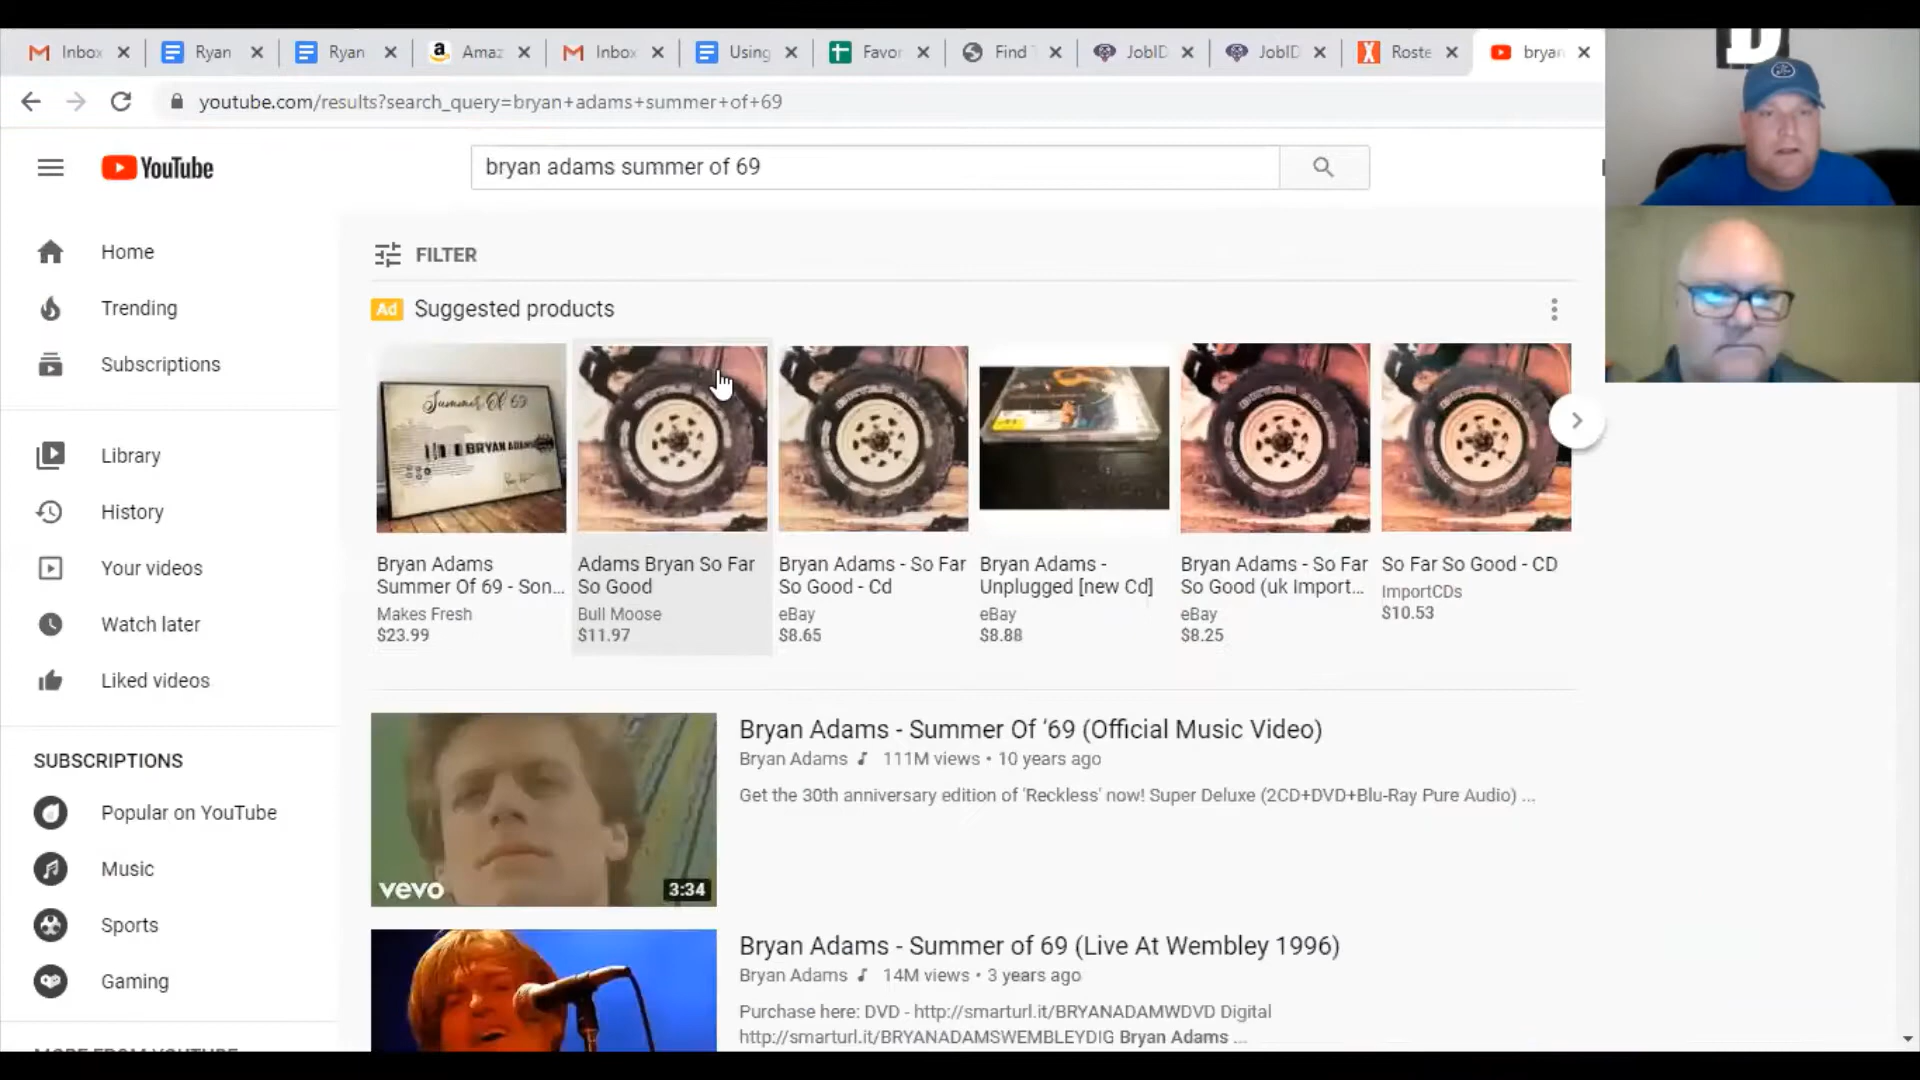 Inbox
Ryan
Ryan
Amaz
Inbox
Using
Favor
Find
JobID
JobID
Roste
bryan
youtube.com/results?search_query=bryan+adams+summer+of+69
YouTube
bryan adams summer of 69
Home
Trending
Subscriptions
Library
History
Your videos
Watch later
Liked videos
SUBSCRIPTIONS
Popular on YouTube
Music
Sports
Gaming
MORE FROM YOUTUBE
FILTER
Ad Suggested products
Summer Of 69
BRYAN ADAMS
Bryan Adams
Summer Of 69 - Son...
Makes Fresh
$23.99
Adams Bryan So Far
So Good
Bull Moose
$11.97
Bryan Adams - So Far
So Good - Cd
eBay
$8.65
Bryan Adams -
Unplugged [new Cd]
eBay
$8.88
Bryan Adams - So Far
So Good (uk Import...
eBay
$8.25
So Far So Good - CD
ImportCDs
$10.53
vevo
3:34
Bryan Adams - Summer Of '69 (Official Music Video)
Bryan Adams 111M views • 10 years ago
Get the 30th anniversary edition of 'Reckless' now! Super Deluxe (2CD+DVD+Blu-Ray Pure Audio) ...
Bryan Adams - Summer of 69 (Live At Wembley 1996)
Bryan Adams 14M views • 3 years ago
Purchase here: DVD - http://smarturl.it/BRYANADAMWDVD Digital
http://smarturl.it/BRYANADAMSWEMBLEYDIG Bryan Adams ...